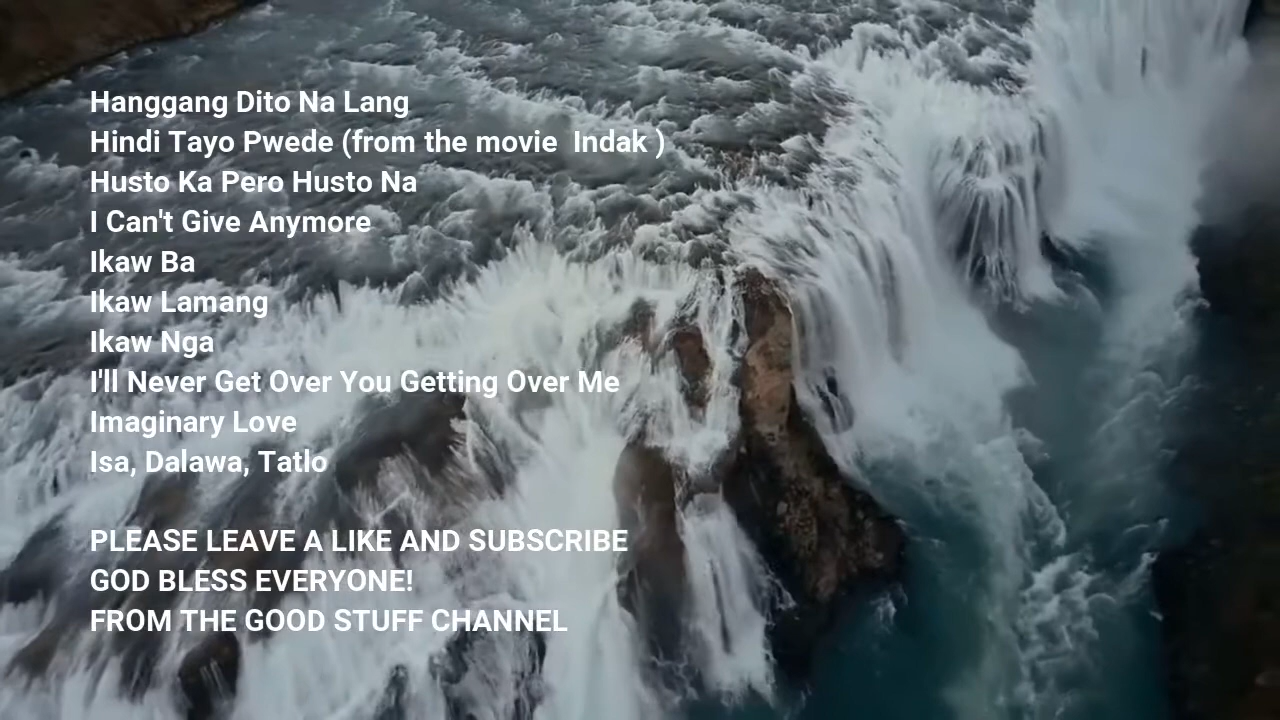 Hanggang Dito Na Lang
Hindi Tayo Pwede (from the movie  Indak )
Husto Ka Pero Husto Na
I Can't Give Anymore
Ikaw Ba
Ikaw Lamang
Ikaw Nga
I'll Never Get Over You Getting Over Me
Imaginary Love
Isa, Dalawa, Tatlo
PLEASE LEAVE A LIKE AND SUBSCRIBE
GOD BLESS EVERYONE!
FROM THE GOOD STUFF CHANNEL